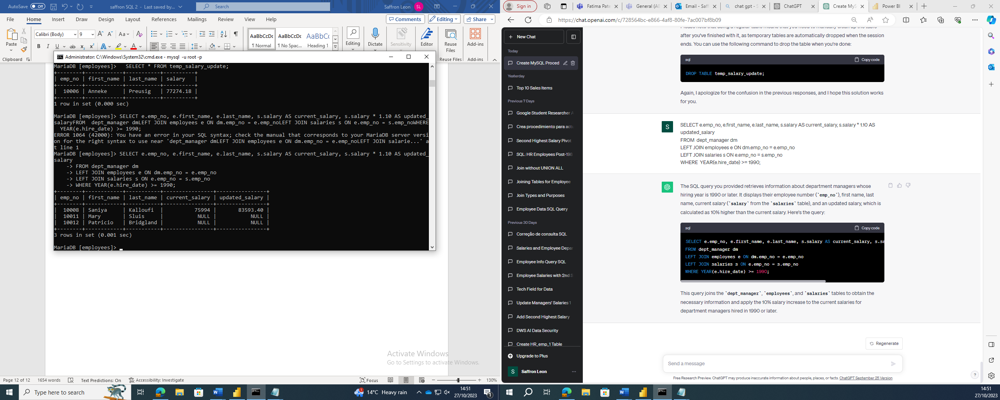 AutoSave Off saffron SQL 2 - Last saved by... Search Saffron Leon SL
File Home Insert Draw Design Layout References Mailings Review View Help Comments Editing Share
Calibri (Body) 9 Aa
Paste
B I U ab x₂ x² A A
AaBbCcDc AaBbCcDc AaBbCc
¶ Normal ¶ No Spac... Heading 1
Editing Dictate Sensitivity Editor Reuse Files Add-ins
Clipboard Reuse Files Add-ins
Administrator: C:\Windows\System32\cmd.exe - mysql -u root -p
MariaDB [employees]>   SELECT * FROM temp_salary_update;
+--------+------------+-----------+----------+
| emp_no | first_name | last_name | salary   |
+--------+------------+-----------+----------+
|  10006 | Anneke     | Preusig   | 77274.18 |
+--------+------------+-----------+----------+
1 row in set (0.000 sec)
MariaDB [employees]> SELECT e.emp_no, e.first_name, e.last_name, s.salary AS current_salary, s.salary * 1.10 AS updated_
salaryFROM  dept_manager dmLEFT JOIN employees e ON dm.emp_no = e.emp_noLEFT JOIN salaries s ON e.emp_no = s.emp_noWHERE
  YEAR(e.hire_date) >= 1990;
ERROR 1064 (42000): You have an error in your SQL syntax; check the manual that corresponds to your MariaDB server versi
on for the right syntax to use near 'dept_manager dmLEFT JOIN employees e ON dm.emp_no = e.emp_noLEFT JOIN salarie...' a
t line 1
MariaDB [employees]> SELECT e.emp_no, e.first_name, e.last_name, s.salary AS current_salary, s.salary * 1.10 AS updated_
salary
    -> FROM dept_manager dm
    -> LEFT JOIN employees e ON dm.emp_no = e.emp_no
    -> LEFT JOIN salaries s ON e.emp_no = s.emp_no
    -> WHERE YEAR(e.hire_date) >= 1990;
+--------+------------+-----------+----------------+----------------+
| emp_no | first_name | last_name | current_salary | updated_salary |
+--------+------------+-----------+----------------+----------------+
|  10008 | Saniya     | Kalloufi  |          75994 |       83593.40 |
|  10011 | Mary       | Sluis     |           NULL |           NULL |
|  10012 | Patricio   | Bridgland |           NULL |           NULL |
+--------+------------+-----------+----------------+----------------+
3 rows in set (0.001 sec)
MariaDB [employees]> _
Activate Windows
Go to Settings to activate Windows.
Page 12 of 12 1654 words Text Predictions: On Accessibility: Investigate Focus 130%
Type here to search 14°C Heavy rain 14:51
27/10/2023 1
Sign in Fatima Pate General (AI Email - Saff chat gpt - S ChatGPT Create MyS Power BI
https://chat.openai.com/c/728564bc-e866-4af8-80fe-7ac007bf8b09
New Chat
Today
Create MySQL Proced
Yesterday
Top 10 Sales Items
Previous 7 Days
Google Student Researcher A
Crea procedimiento para actu
Second Highest Salary Pivot
SQL: HR Employees Post-198
Join without UNION ALL
Joining Tables for Employee
Join Types and Purposes
Employee Data SQL Query
Previous 30 Days
Correção de consulta SQL
Salaries and Employee Depar
Employee Info Query SQL
Employee Salaries with 2nd S
Tech Field for Data
Update Managers' Salaries 1
Add Second Highest Salary
DWS AI Data Security
Create HR_emp_1 Table
Upgrade to Plus
S Saffron Leon
Please note that using a regular table means that you need to manually clean up the table
after you've finished with it, as temporary tables are automatically dropped when the session
ends. You can use the following command to drop the table when you're done:
sql Copy code
DROP TABLE temp_salary_update;
Again, I apologize for the confusion in the previous responses, and I hope this solution works
for you.
S
SELECT e.emp_no, e.first_name, e.last_name, s.salary AS current_salary, s.salary * 1.10 AS
updated_salary
FROM  dept_manager dm
LEFT JOIN employees e ON dm.emp_no = e.emp_no
LEFT JOIN salaries s ON e.emp_no = s.emp_no
WHERE  YEAR(e.hire_date) >= 1990;
The SQL query you provided retrieves information about department managers whose
hiring year is 1990 or later. It displays their employee number (`emp_no`), first name, last
name, current salary (`salary` from the `salaries` table), and an updated salary, which is
calculated as 10% higher than the current salary. Here's the query:
sql Copy code
SELECT e.emp_no, e.first_name, e.last_name, s.salary AS current_salary, s.sa
FROM dept_manager dm
LEFT JOIN employees e ON dm.emp_no = e.emp_no
LEFT JOIN salaries s ON e.emp_no = s.emp_no
WHERE YEAR(e.hire_date) >= 1990;
This query joins the `dept_manager`, `employees`, and `salaries` tables to obtain the
necessary information and apply the 10% salary increase to the current salaries for
department managers hired in 1990 or later.
Regenerate
Send a message
Free Research Preview. ChatGPT may produce inaccurate information about people, places, or facts. ChatGPT September 25 Version
?
14:51
27/10/2023